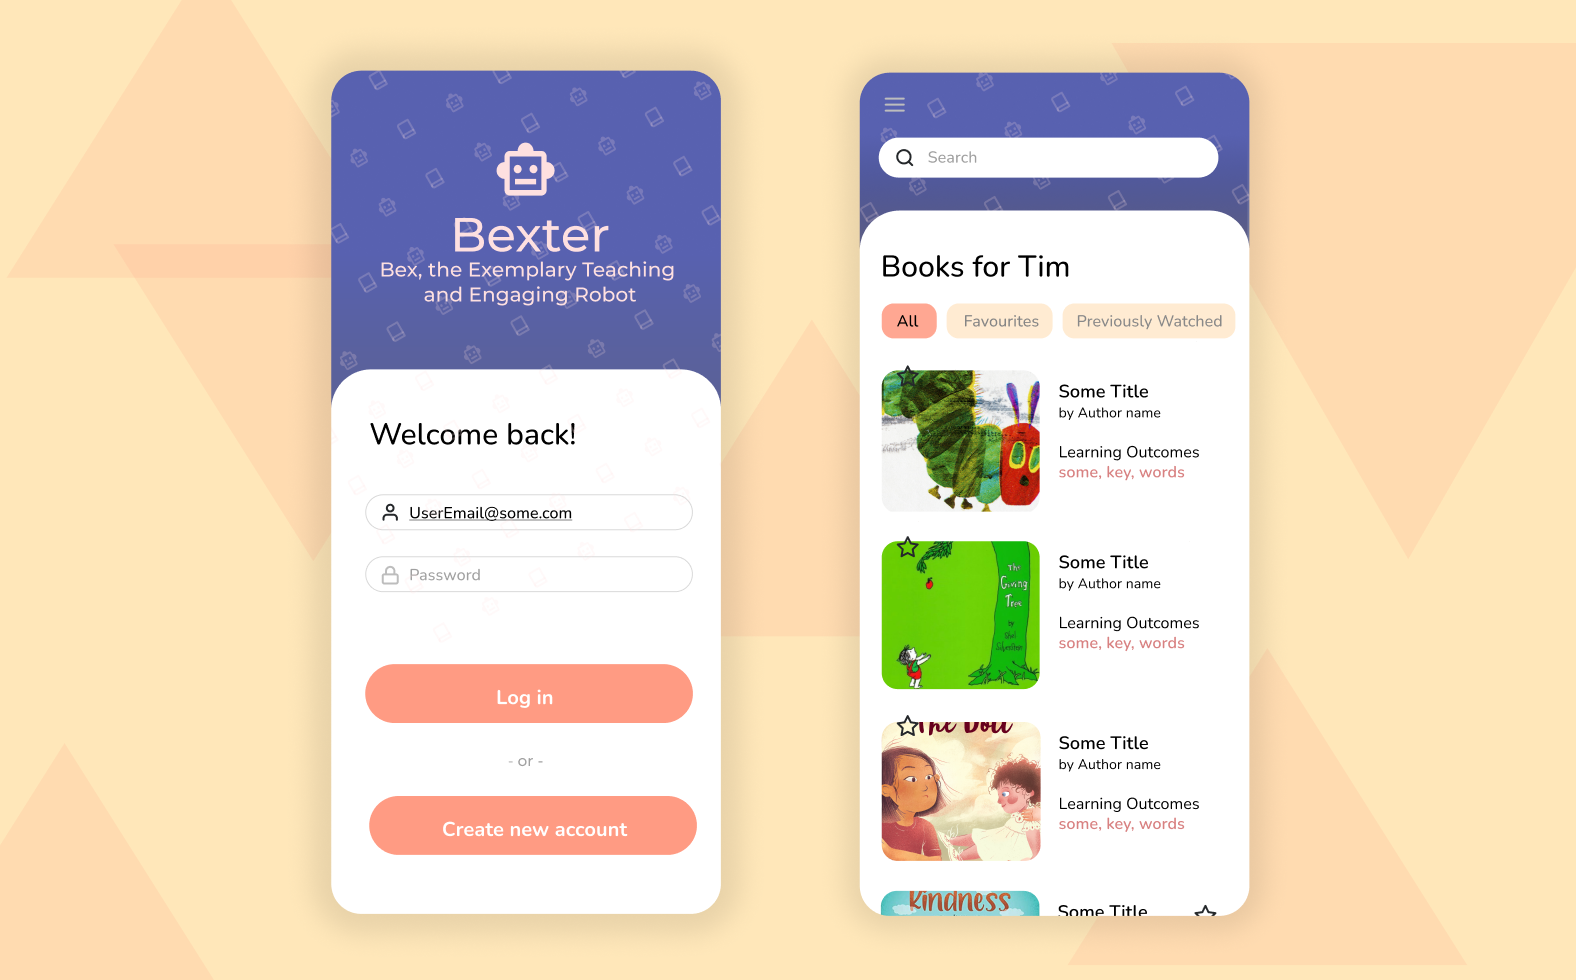 Bexter
Bex, the Exemplary Teaching
and Engaging Robot
Welcome back!
UserEmail@some.com
Password
Log in
- or -
Create new account
Search
Books for Tim
All
Favourites
Previously Watched
Some Title
by Author name
Learning Outcomes
some, key, words
The
Giving
Tree
by
Shel
Silverstein
Some Title
by Author name
Learning Outcomes
some, key, words
The Doll
Some Title
by Author name
Learning Outcomes
some, key, words
Kindness
Some Title